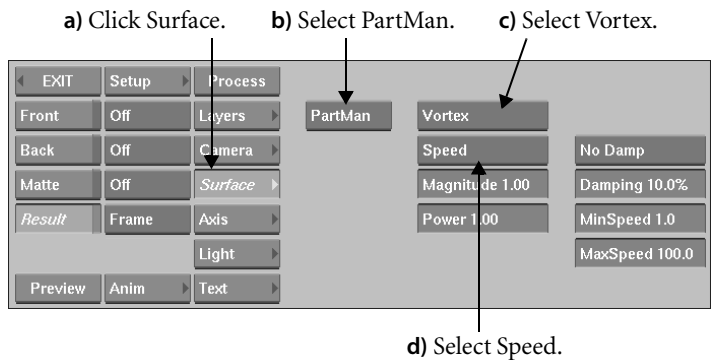 a) Click Surface. b) Select PartMan. c) Select Vortex.
EXIT Setup Process
Front Off Layers PartMan Vortex
Back Off Camera Speed No Damp
Matte Off Surface Magnitude 1.00 Damping 10.0%
Result Frame Axis Power 1.00 MinSpeed 1.0
Light MaxSpeed 100.0
Preview Anim Text
d) Select Speed.